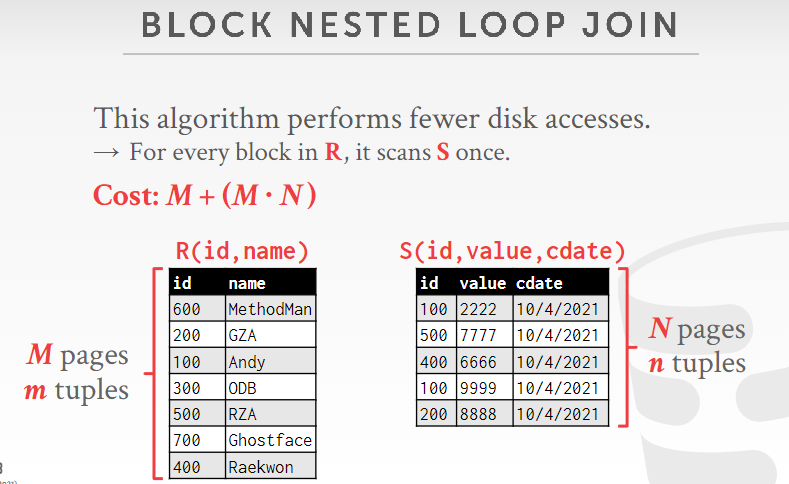 BLOCK NESTED LOOP JOIN
This algorithm performs fewer disk accesses.
→ For every block in R, it scans S once.
Cost: M + (M · N)
R(id,name)
id name
600 MethodMan
200 GZA
100 Andy
300 ODB
500 RZA
700 Ghostface
400 Raekwon
M pages
m tuples
S(id,value,cdate)
id value cdate
100 2222 10/4/2021
500 7777 10/4/2021
400 6666 10/4/2021
100 9999 10/4/2021
200 8888 10/4/2021
N pages
n tuples